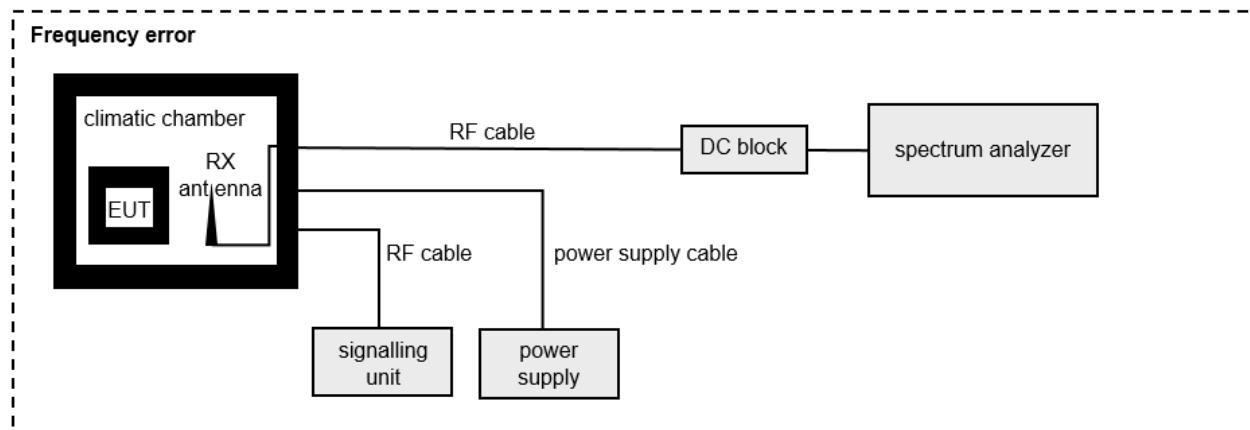 Frequency error
climatic chamber
RX
antenna
EUT
RF cable
DC block
spectrum analyzer
RF cable
power supply cable
signalling
unit
power
supply